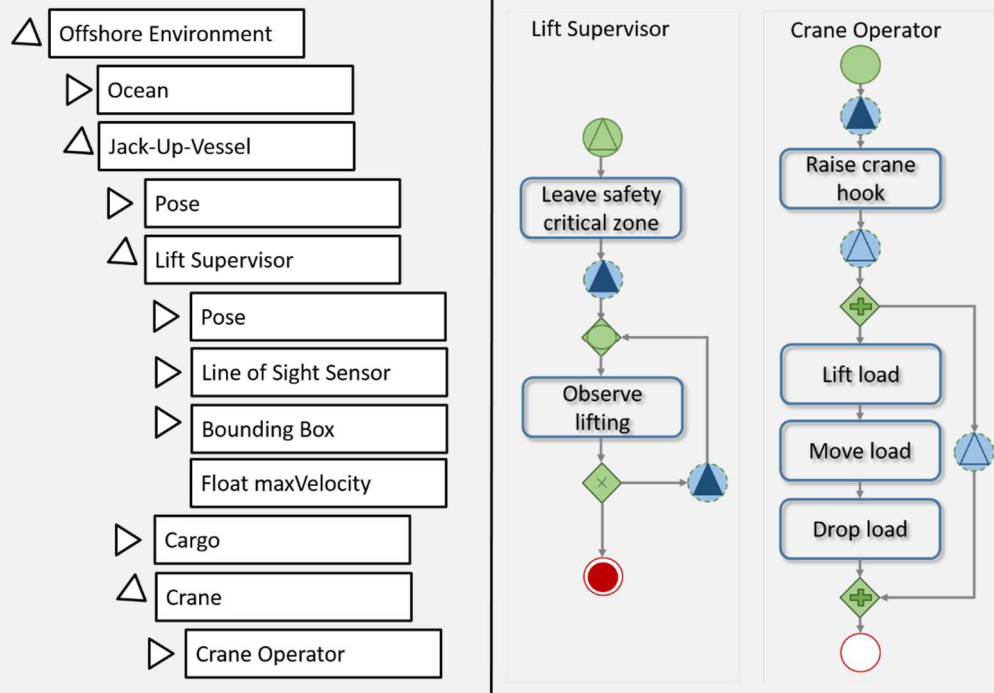 Offshore Environment
Ocean
Jack-Up-Vessel
Pose
Lift Supervisor
Pose
Line of Sight Sensor
Bounding Box
Float maxVelocity
Cargo
Crane
Crane Operator
Lift Supervisor
Leave safety
critical zone
Observe
lifting
Crane Operator
Raise crane
hook
Lift load
Move load
Drop load